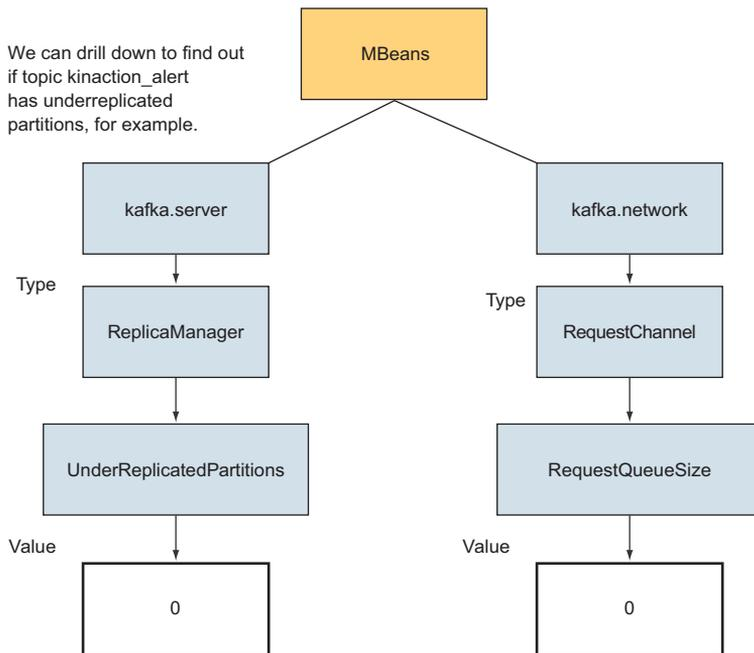 We can drill down to find out
if topic kinaction_alert
has underreplicated
partitions, for example.
MBeans
kafka.server
kafka.network
Type
Type
ReplicaManager
RequestChannel
UnderReplicatedPartitions
RequestQueueSize
Value
Value
0
0